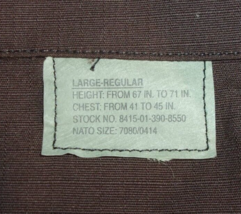 LARGE-REGULAR
HEIGHT: FROM 67 IN. TO 71 IN.
CHEST: FROM 41 TO 45 IN.
STOCK NO. 8415-01-390-8550
NATO SIZE: 7080/0414